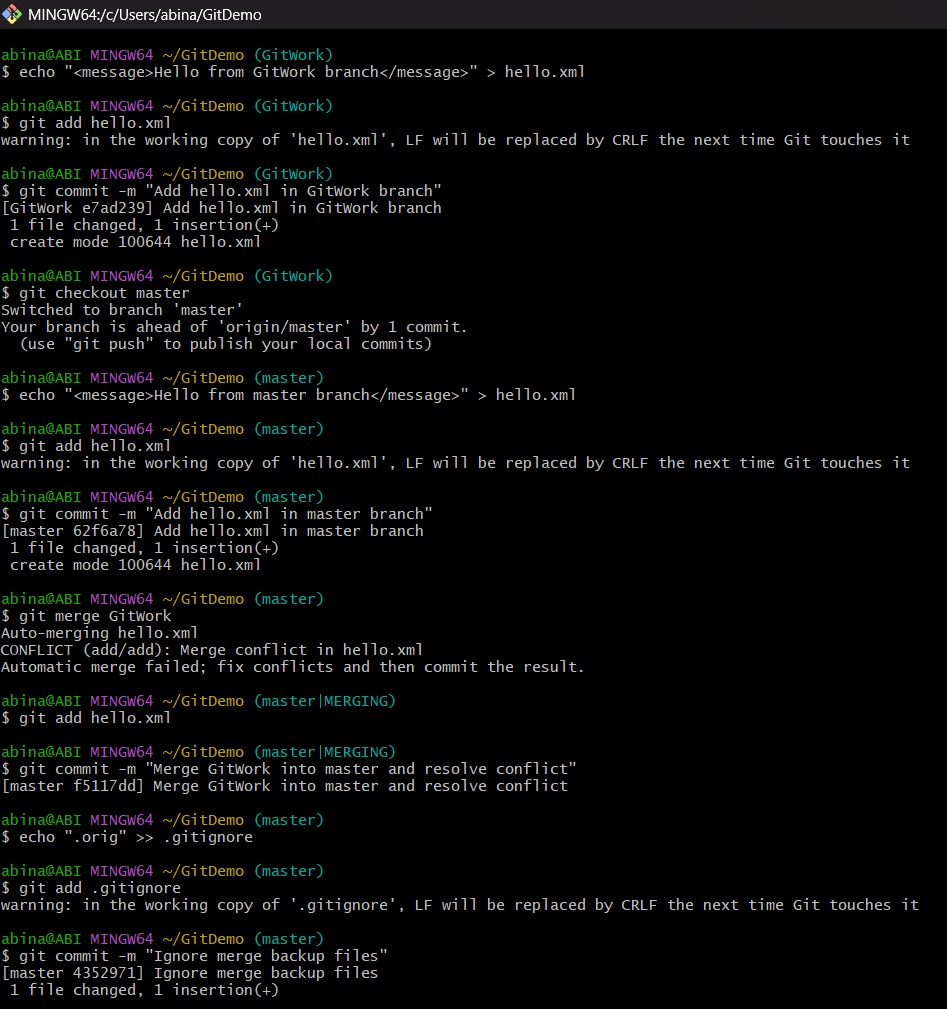 MINGW64:/c/Users/abina/GitDemo
abina@ABI MINGW64 ~/GitDemo (GitWork)
$ echo "<message>Hello from GitWork branch</message>" > hello.xml
abina@ABI MINGW64 ~/GitDemo (GitWork)
$ git add hello.xml
warning: in the working copy of 'hello.xml', LF will be replaced by CRLF the next time Git touches it
abina@ABI MINGW64 ~/GitDemo (GitWork)
$ git commit -m "Add hello.xml in GitWork branch"
[GitWork e7ad239] Add hello.xml in GitWork branch
 1 file changed, 1 insertion(+)
 create mode 100644 hello.xml
abina@ABI MINGW64 ~/GitDemo (GitWork)
$ git checkout master
Switched to branch 'master'
Your branch is ahead of 'origin/master' by 1 commit.
  (use "git push" to publish your local commits)
abina@ABI MINGW64 ~/GitDemo (master)
$ echo "<message>Hello from master branch</message>" > hello.xml
abina@ABI MINGW64 ~/GitDemo (master)
$ git add hello.xml
warning: in the working copy of 'hello.xml', LF will be replaced by CRLF the next time Git touches it
abina@ABI MINGW64 ~/GitDemo (master)
$ git commit -m "Add hello.xml in master branch"
[master 62f6a78] Add hello.xml in master branch
 1 file changed, 1 insertion(+)
 create mode 100644 hello.xml
abina@ABI MINGW64 ~/GitDemo (master)
$ git merge GitWork
Auto-merging hello.xml
CONFLICT (add/add): Merge conflict in hello.xml
Automatic merge failed; fix conflicts and then commit the result.
abina@ABI MINGW64 ~/GitDemo (master|MERGING)
$ git add hello.xml
abina@ABI MINGW64 ~/GitDemo (master|MERGING)
$ git commit -m "Merge GitWork into master and resolve conflict"
[master f5117dd] Merge GitWork into master and resolve conflict
abina@ABI MINGW64 ~/GitDemo (master)
$ echo ".orig" >> .gitignore
abina@ABI MINGW64 ~/GitDemo (master)
$ git add .gitignore
warning: in the working copy of '.gitignore', LF will be replaced by CRLF the next time Git touches it
abina@ABI MINGW64 ~/GitDemo (master)
$ git commit -m "Ignore merge backup files"
[master 4352971] Ignore merge backup files
 1 file changed, 1 insertion(+)